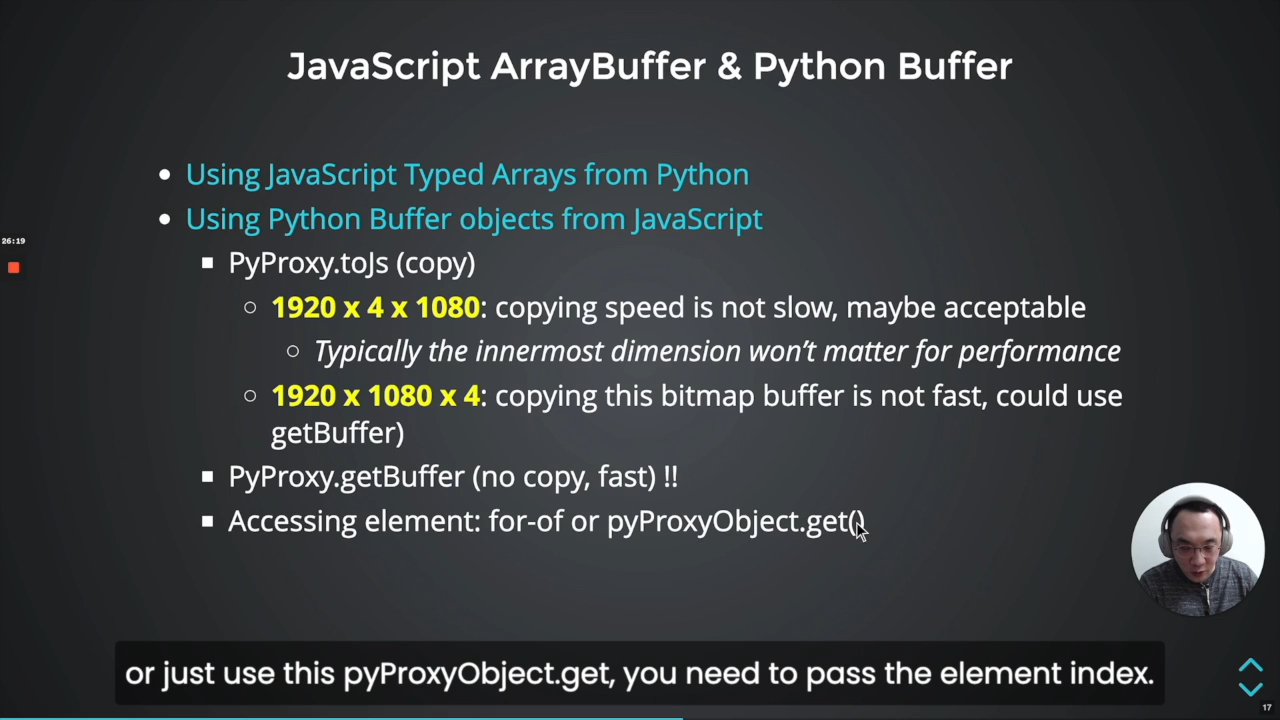 JavaScript ArrayBuffer & Python Buffer
Using JavaScript Typed Arrays from Python
Using Python Buffer objects from JavaScript
26:19
PyProxy.toJs (copy)
1920 x 4 x 1080: copying speed is not slow, maybe acceptable
Typically the innermost dimension won't matter for performance
1920 x 1080 x 4: copying this bitmap buffer is not fast, could use
getBuffer)
PyProxy.getBuffer (no copy, fast) !!
Accessing element: for-of or pyProxyObject.get()
or just use this pyProxyObject.get, you need to pass the element index.
17